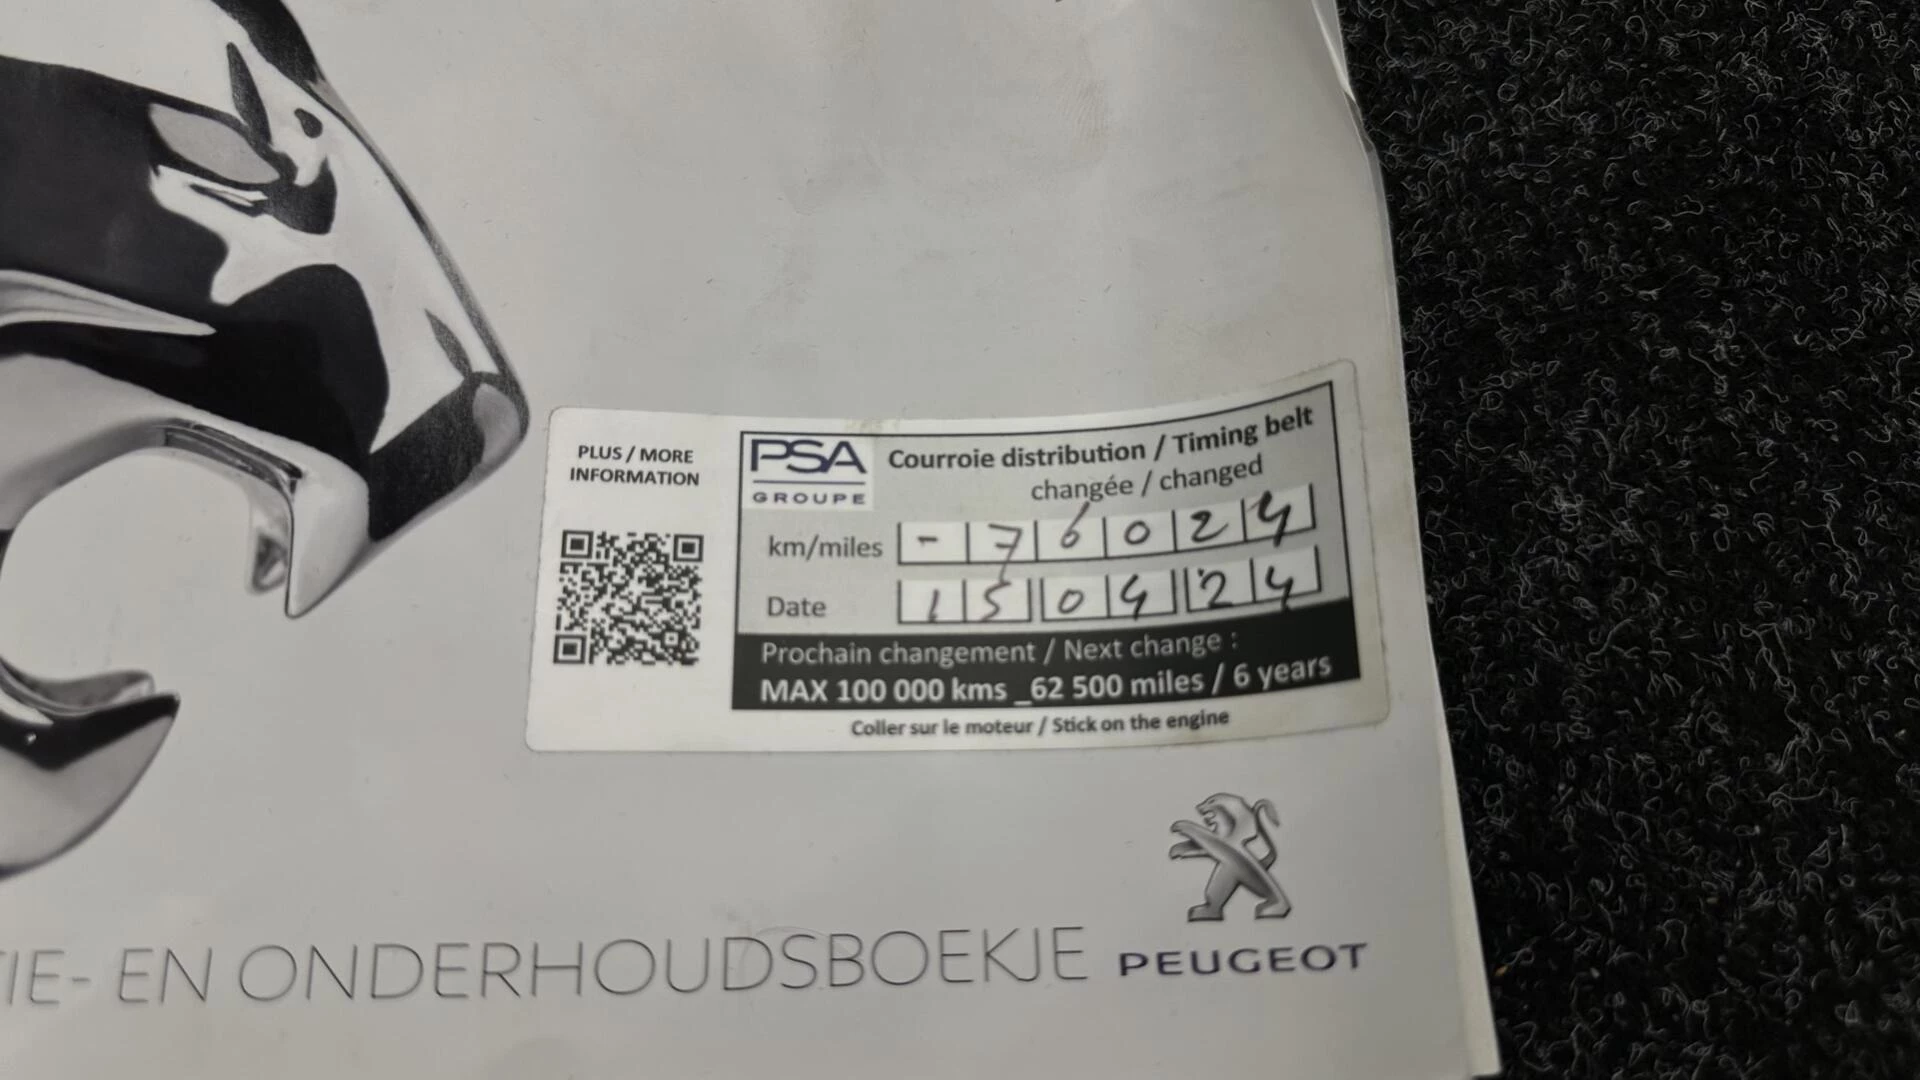 PLUS / MORE
INFORMATION
PSA
GROUPE
Courroie distribution / Timing belt
changée / changed
km/miles - 7 6 0 2 4
Date 1 5 0 4 2 4
Prochain changement / Next change :
MAX 100 000 kms _62 500 miles / 6 years
Coller sur le moteur / Stick on the engine
IE- EN ONDERHOUDSBOEKJE
PEUGEOT